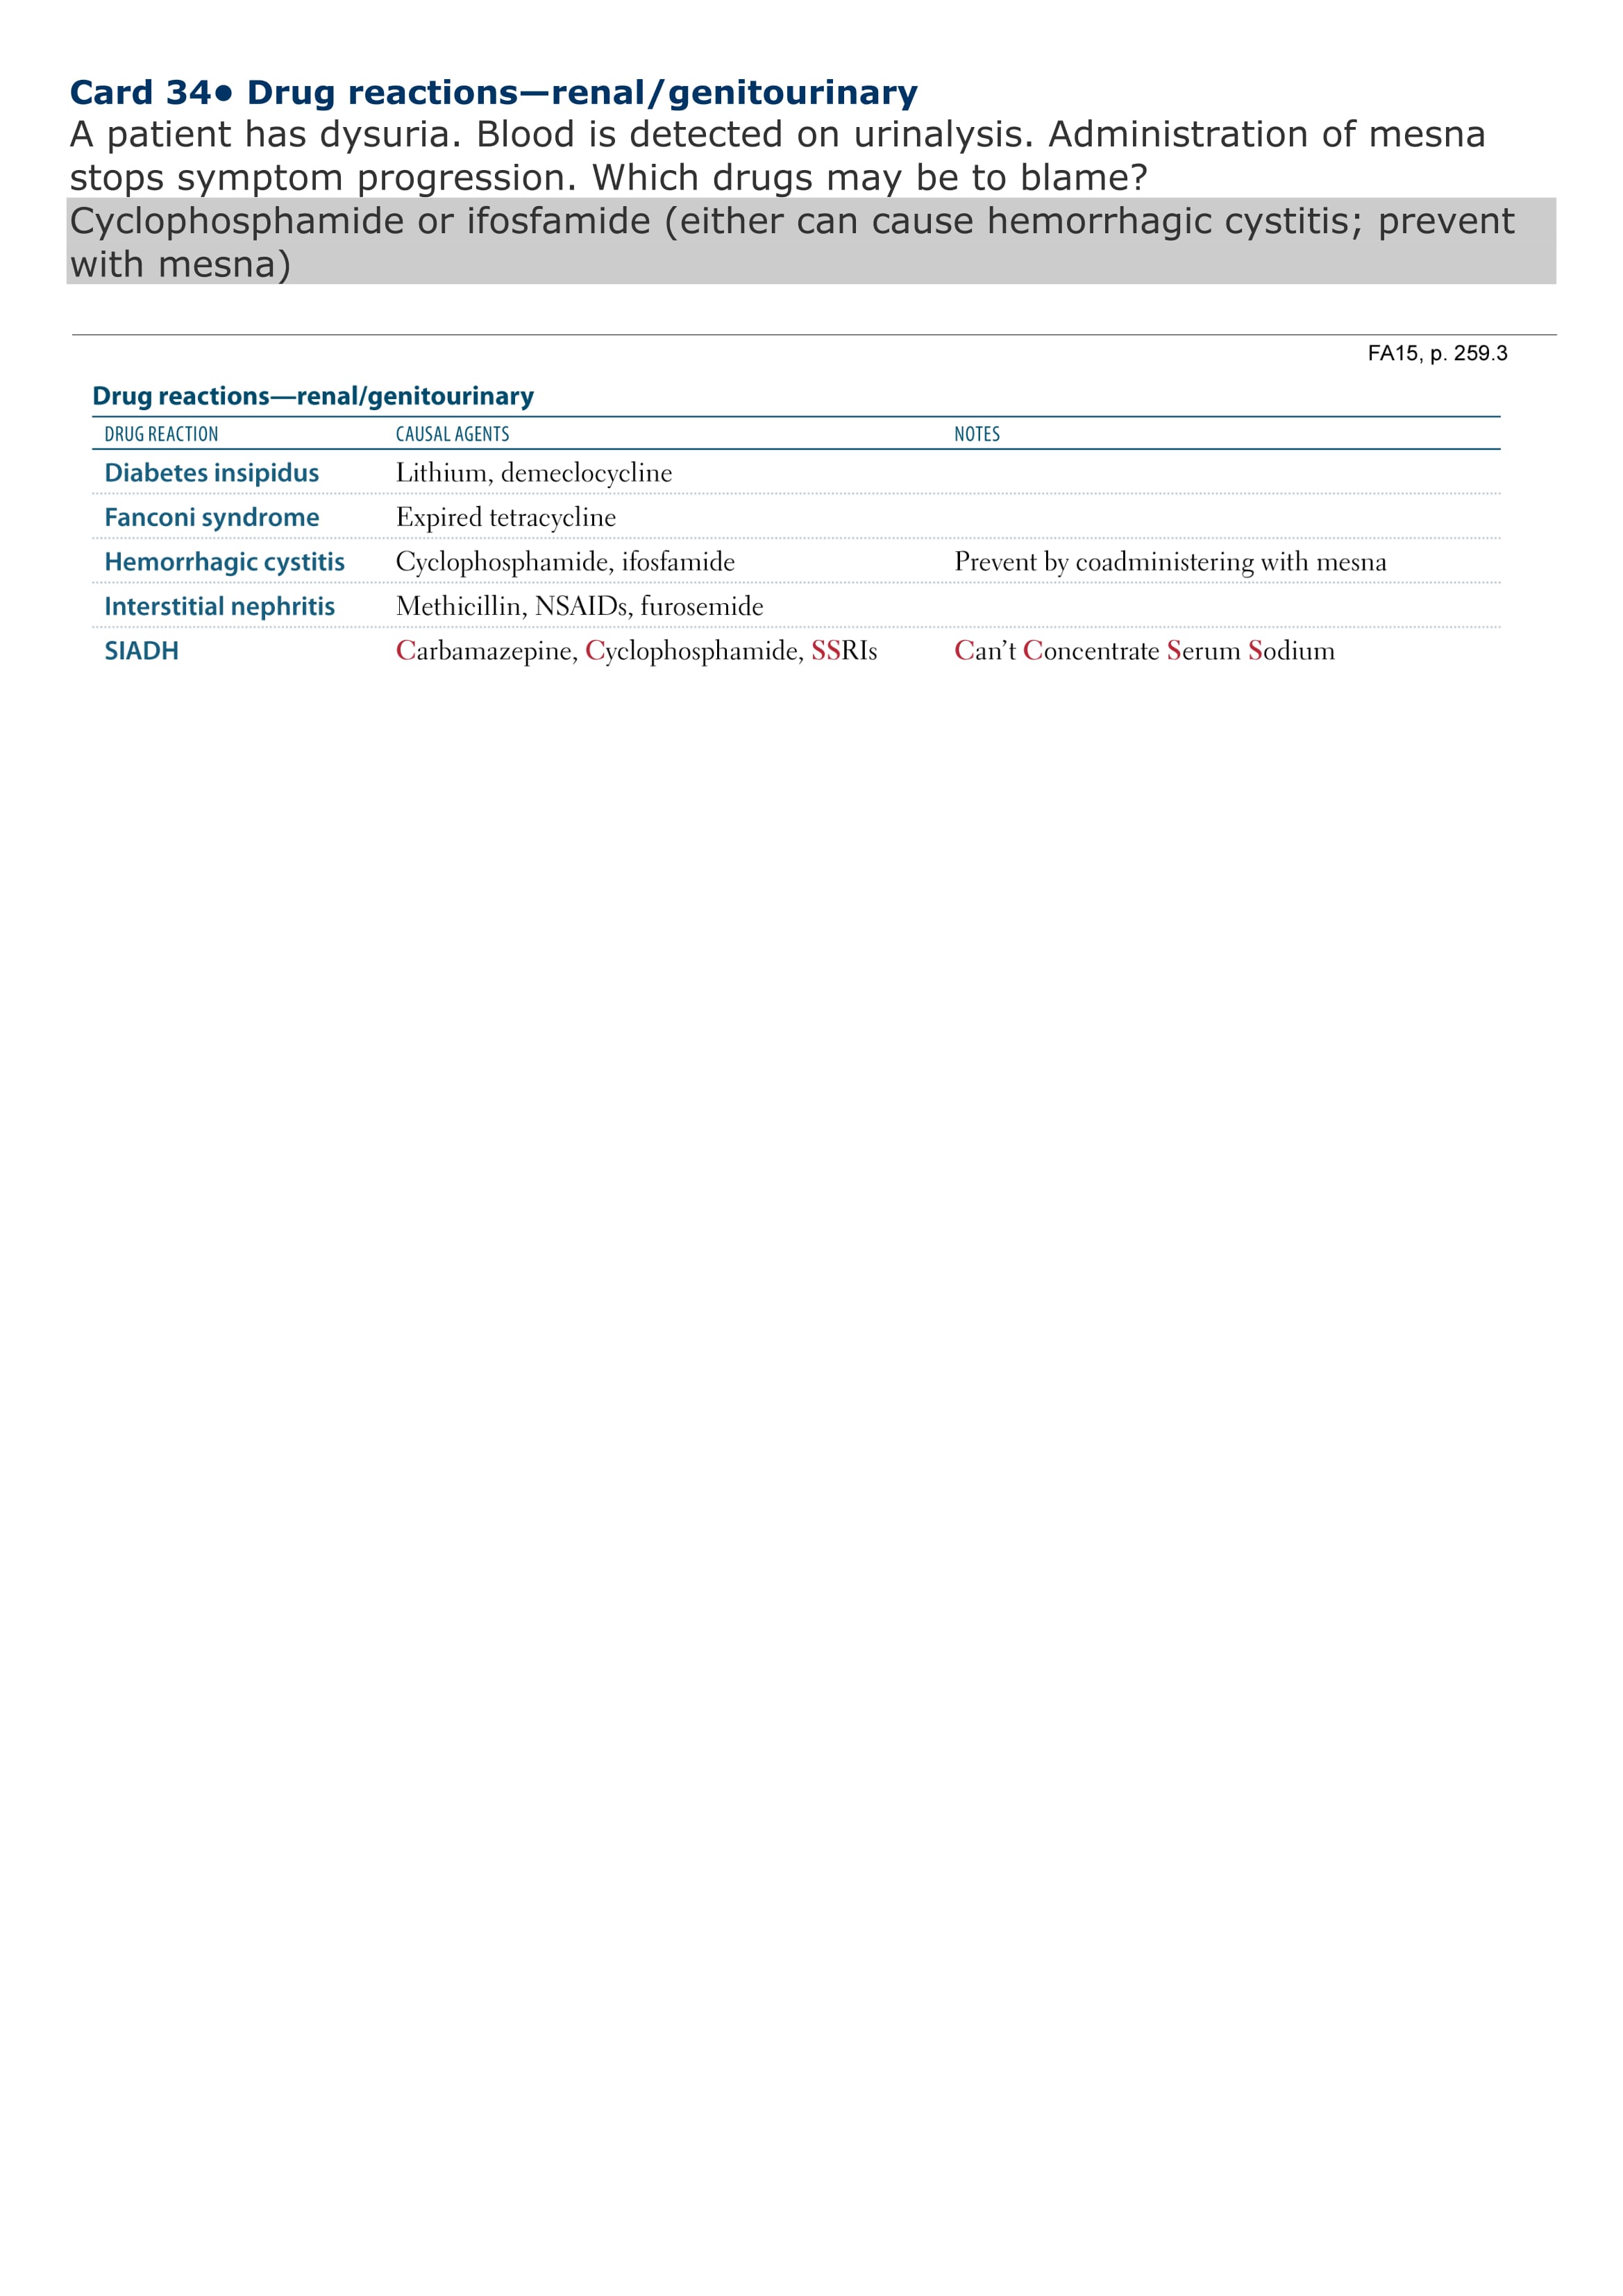 Card 34• Drug reactions—renal/genitourinary
A patient has dysuria. Blood is detected on urinalysis. Administration of mesna
stops symptom progression. Which drugs may be to blame?
Cyclophosphamide or ifosfamide (either can cause hemorrhagic cystitis; prevent
with mesna)
FA15, p. 259.3
Drug reactions—renal/genitourinary
DRUG REACTION CAUSAL AGENTS NOTES
Diabetes insipidus Lithium, demeclocycline
Fanconi syndrome Expired tetracycline
Hemorrhagic cystitis Cyclophosphamide, ifosfamide Prevent by coadministering with mesna
Interstitial nephritis Methicillin, NSAIDs, furosemide
SIADH Carbamazepine, Cyclophosphamide, SSRIs Can’t Concentrate Serum Sodium